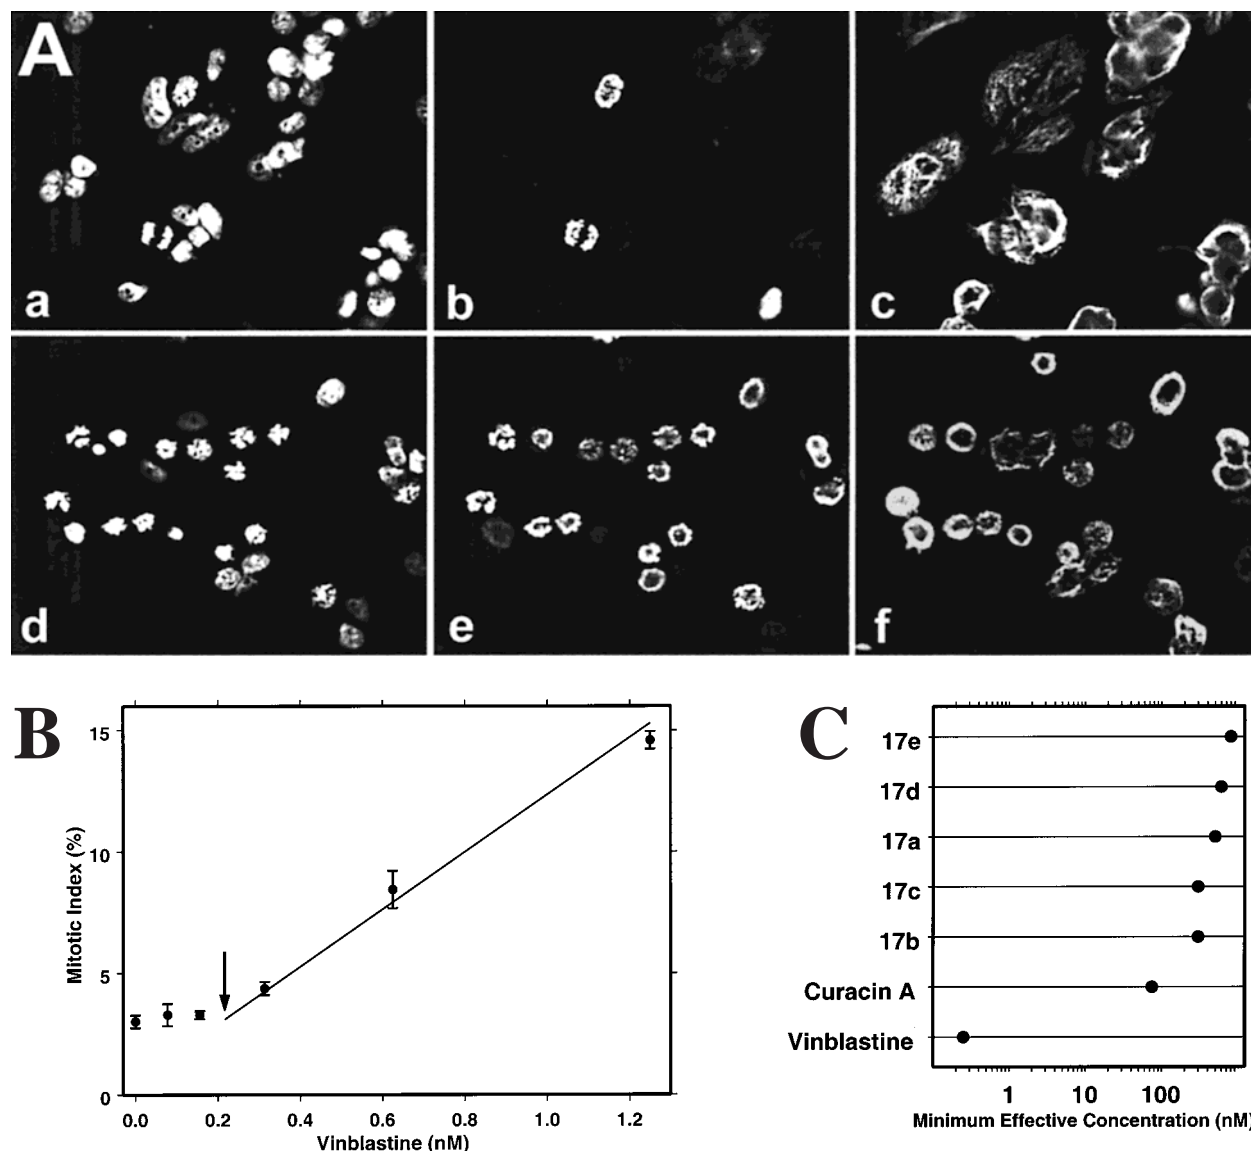 A
a
b
c
d
e
f
B
15
10
5
0
Mitotic Index (%)
0.0 0.2 0.4 0.6 0.8 1.0 1.2
Vinblastine (nM)
C
17e
17d
17a
17c
17b
Curacin A
Vinblastine
1 10 100
Minimum Effective Concentration (nM)